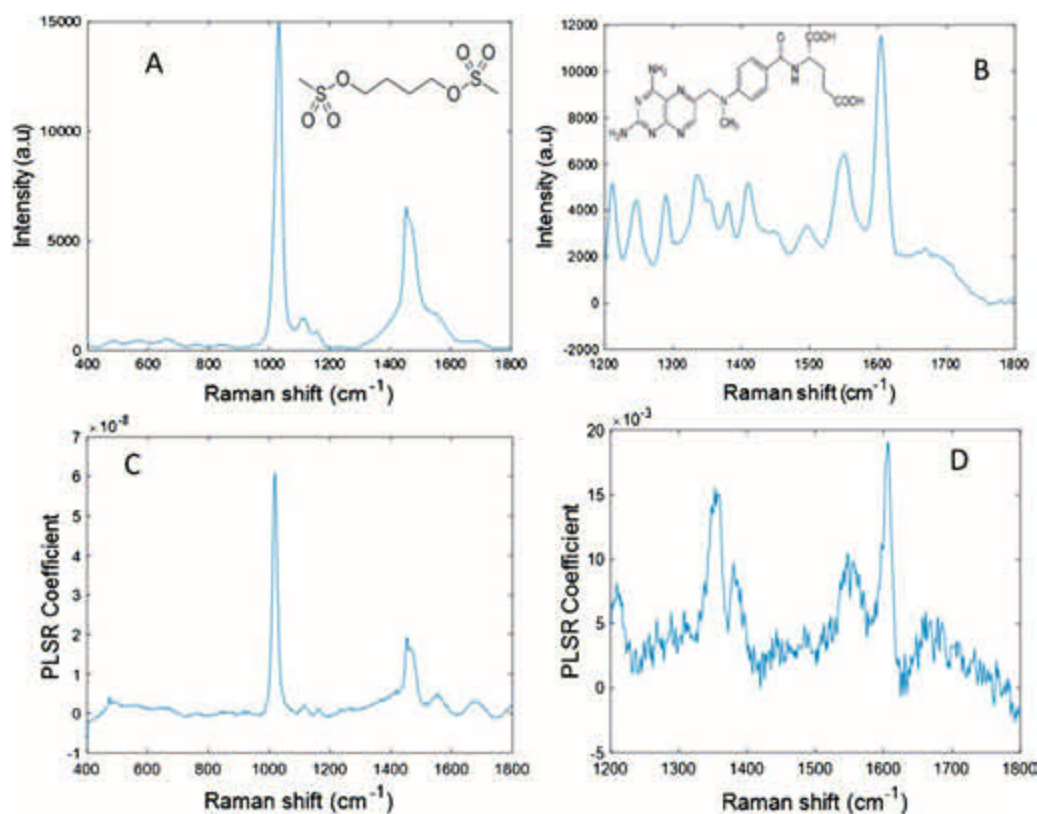 A
Intensity (a.u)
15000
10000
5000
0
400 600 800 1000 1200 1400 1600 1800
Raman shift (cm⁻¹)
O O
S
O
O
S
O O
B
Intensity (a.u)
12000
10000
8000
6000
4000
2000
0
-2000
1200 1300 1400 1500 1600 1700 1800
Raman shift (cm⁻¹)
NH₂
N N
H₂N N N
N
CH₃
O
N
H
COOH
COOH
C
PLSR Coefficient
×10⁻⁸
7
6
5
4
3
2
1
0
-1
400 600 800 1000 1200 1400 1600 1800
Raman shift (cm⁻¹)
D
PLSR Coefficient
×10⁻³
20
15
10
5
0
-5
1200 1300 1400 1500 1600 1700 1800
Raman shift (cm⁻¹)